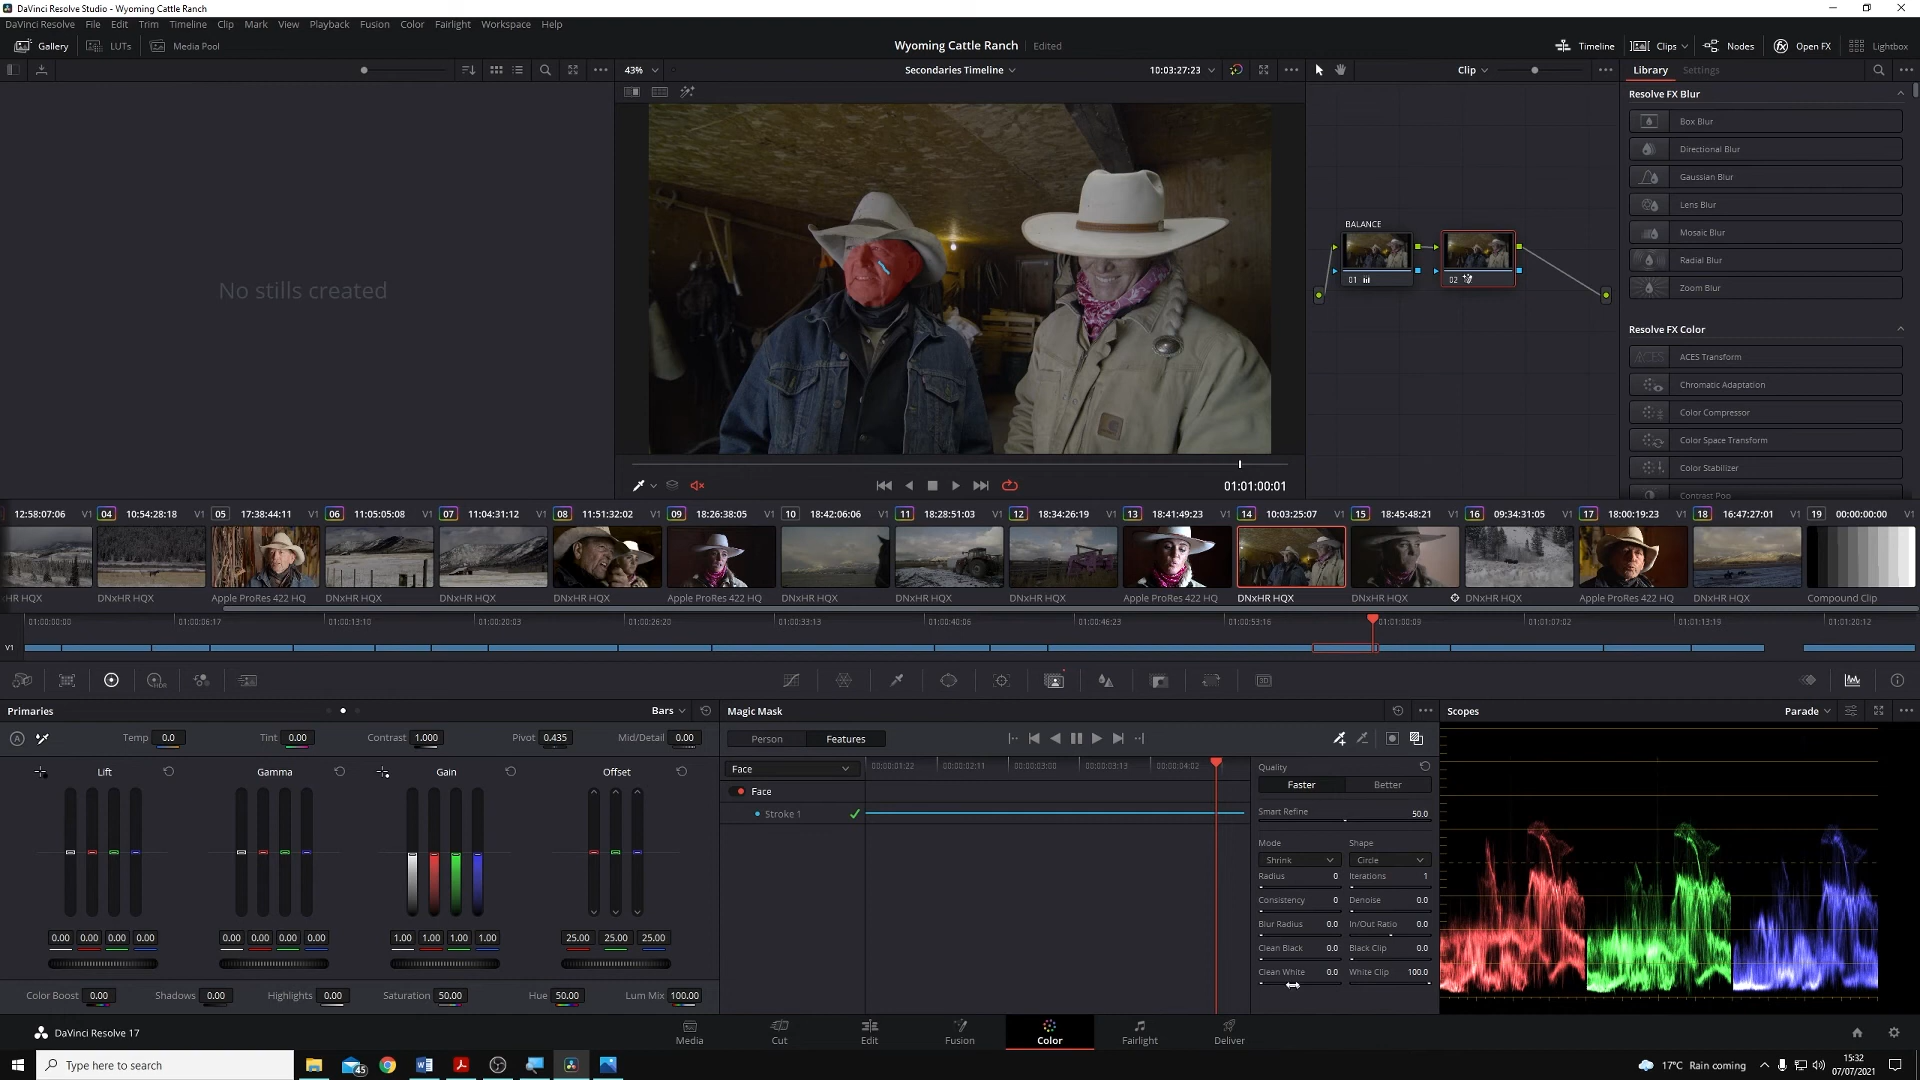 DaVinci Resolve Studio - Wyoming Cattle Ranch
DaVinci Resolve File Edit Trim Timeline Clip Mark View Playback Fusion Color Fairlight Workspace Help
Gallery LUTs Media Pool
Wyoming Cattle Ranch Edited
Timeline Clips Nodes Open FX Lightbox
43%
Secondaries Timeline
10:03:27:23
Clip
Library Settings
No stills created
BALANCE
01
02
Resolve FX Blur
Box Blur
Directional Blur
Gaussian Blur
Lens Blur
Mosaic Blur
Radial Blur
Zoom Blur
Resolve FX Color
ACES ACES Transform
Chromatic Adaptation
Color Compressor
Color Space Transform
Color Stabilizer
Contrast Pop
01:01:00:01
12:58:07:06 V1 04 10:54:28:18 V1 05 17:38:44:11 V1 06 11:05:05:08 V1 07 11:04:31:12 V1 08 11:51:32:02 V1 09 18:26:38:05 V1 10 18:42:06:06 V1 11 18:28:51:03 V1 12 18:34:26:19 V1 13 18:41:49:23 V1 14 10:03:25:07 V1 15 18:45:48:21 V1 16 09:34:31:05 V1 17 18:00:19:23 V1 18 16:47:27:01 V1 19 00:00:00:00 V1
HR HQX DNxHR HQX Apple ProRes 422 HQ DNxHR HQX DNxHR HQX DNxHR HQX Apple ProRes 422 HQ DNxHR HQX DNxHR HQX DNxHR HQX Apple ProRes 422 HQ DNxHR HQX DNxHR HQX DNxHR HQX Apple ProRes 422 HQ DNxHR HQX Compound Clip
01:00:00:00 01:00:06:17 01:00:13:10 01:00:20:03 01:00:26:20 01:00:33:13 01:00:40:06 01:00:46:23 01:00:53:16 01:01:00:09 01:01:07:02 01:01:13:19 01:01:20:12
V1
Primaries
Bars
Magic Mask
Scopes
Parade
Temp 0.0 Tint 0.00 Contrast 1.000 Pivot 0.435 Mid/Detail 0.00
Person Features
Lift Gamma Gain Offset
Face
00:00:01:22 00:00:02:11 00:00:03:00 00:00:03:13 00:00:04:02
Face
Stroke 1
Quality
Faster Better
Smart Refine 50.0
Mode Shape
Shrink Circle
Radius 0 Iterations 1
Consistency 0 Denoise 0.0
Blur Radius 0.0 In/Out Ratio 0.0
Clean Black 0.0 Black Clip 0.0
Clean White 0.0 White Clip 100.0
0.00 0.00 0.00 0.00 0.00 0.00 0.00 0.00 1.00 1.00 1.00 1.00 25.00 25.00 25.00
Color Boost 0.00 Shadows 0.00 Highlights 0.00 Saturation 50.00 Hue 50.00 Lum Mix 100.00
DaVinci Resolve 17
Media Cut Edit Fusion Color Fairlight Deliver
Type here to search
45
17°C Rain coming
15:32
07/07/2021